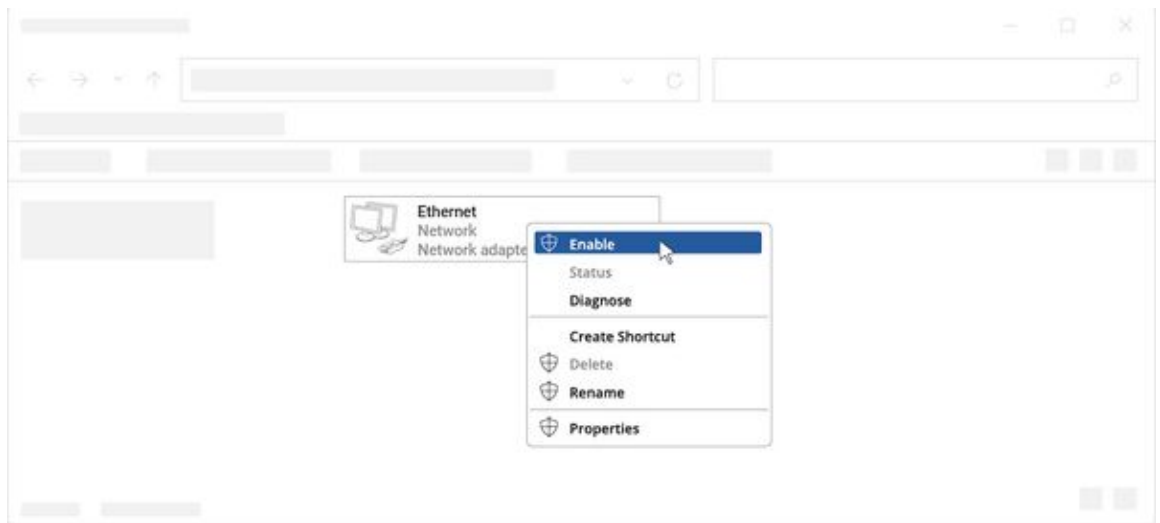 Ethernet
Network
Network adapte
Enable
Status
Diagnose
Create Shortcut
Delete
Rename
Properties